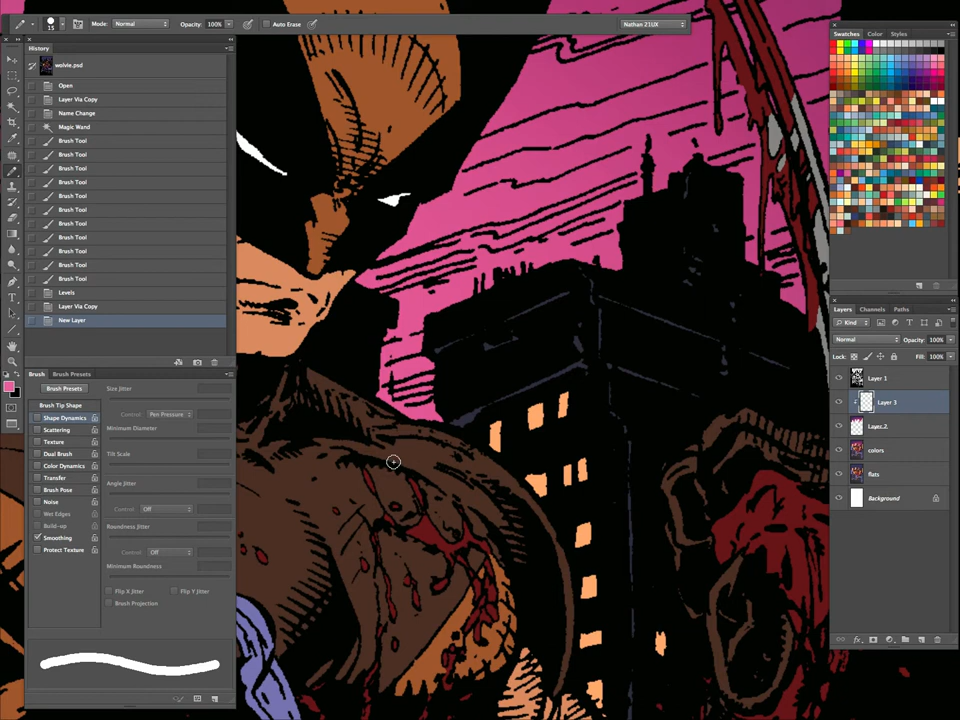 15
Mode:
Normal
Opacity:
100%
Auto Erase
Nathan 21UX
History
wolvie.psd
Open
Layer Via Copy
Name Change
Magic Wand
Brush Tool
Brush Tool
Brush Tool
Brush Tool
Brush Tool
Brush Tool
Brush Tool
Brush Tool
Brush Tool
Brush Tool
Brush Tool
Levels
Layer Via Copy
New Layer
Brush
Brush Presets
Brush Presets
Brush Tip Shape
Shape Dynamics
Scattering
Texture
Dual Brush
Color Dynamics
Transfer
Brush Pose
Noise
Wet Edges
Build-up
Smoothing
Protect Texture
Size Jitter
Control:
Pen Pressure
Minimum Diameter
Tilt Scale
Angle Jitter
Control:
Off
Roundness Jitter
Control:
Off
Minimum Roundness
Flip X Jitter
Flip Y Jitter
Brush Projection
Swatches
Color
Styles
Layers
Channels
Paths
Kind
Normal
Opacity:
100%
Lock:
Fill:
100%
Layer 1
Layer 3
Layer 2
colors
flats
Background
fx